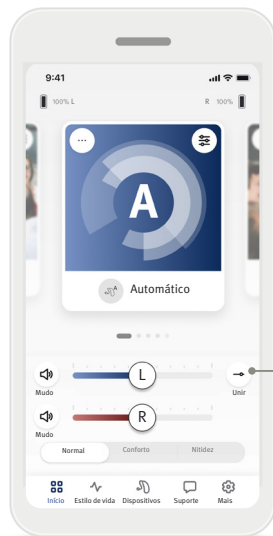 9:41
100% L
R 100%
A
Automático
L
Mudo
Unir
R
Mudo
Normal Conforto Nitidez
Início Estilo de vida Dispositivos Suporte Mais